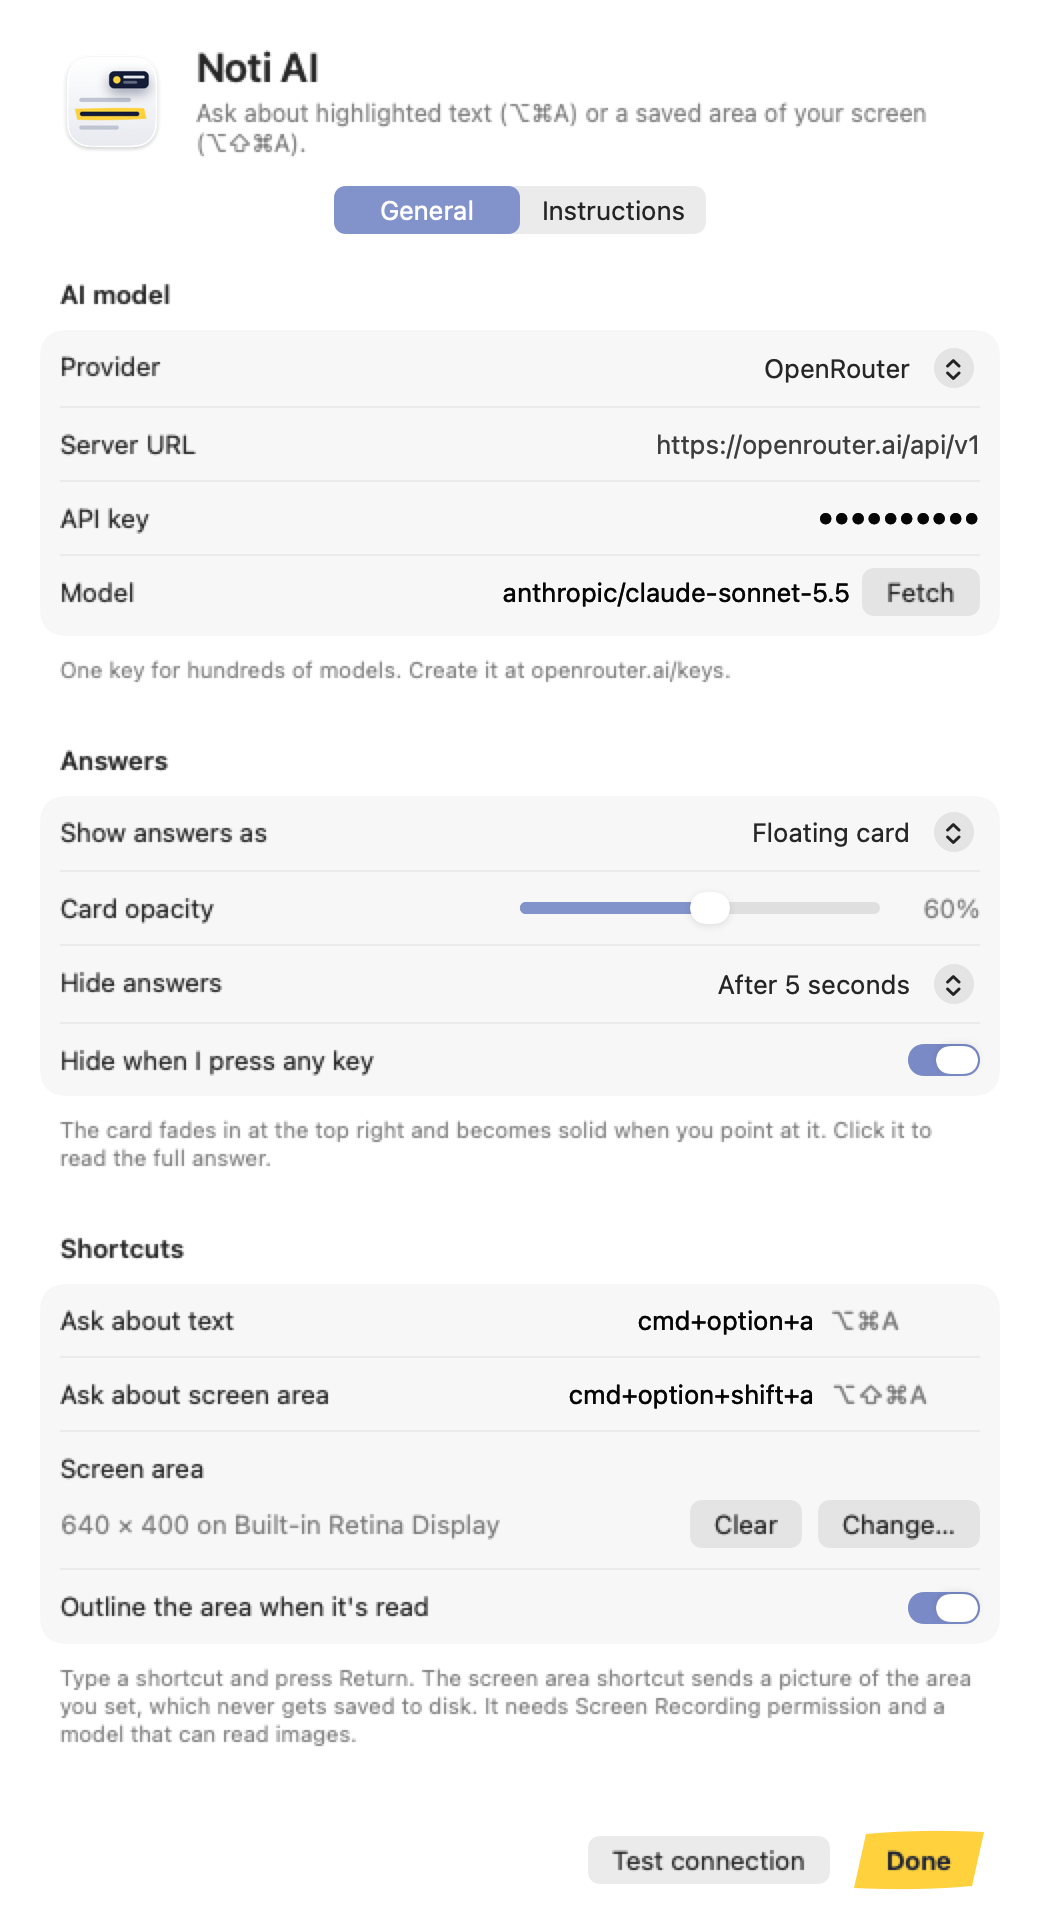 Noti AI
Ask about highlighted text (⌥⌘A) or a saved area of your screen
(⌥⇧⌘A).
General
Instructions
AI model
Provider
OpenRouter
Server URL
https://openrouter.ai/api/v1
API key
●●●●●●●●●●
Model
anthropic/claude-sonnet-5.5
Fetch
One key for hundreds of models. Create it at openrouter.ai/keys.
Answers
Show answers as
Floating card
Card opacity
60%
Hide answers
After 5 seconds
Hide when I press any key
The card fades in at the top right and becomes solid when you point at it. Click it to
read the full answer.
Shortcuts
Ask about text
cmd+option+a ⌥⌘A
Ask about screen area
cmd+option+shift+a ⌥⇧⌘A
Screen area
640 × 400 on Built-in Retina Display
Clear
Change...
Outline the area when it's read
Type a shortcut and press Return. The screen area shortcut sends a picture of the area
you set, which never gets saved to disk. It needs Screen Recording permission and a
model that can read images.
Test connection
Done